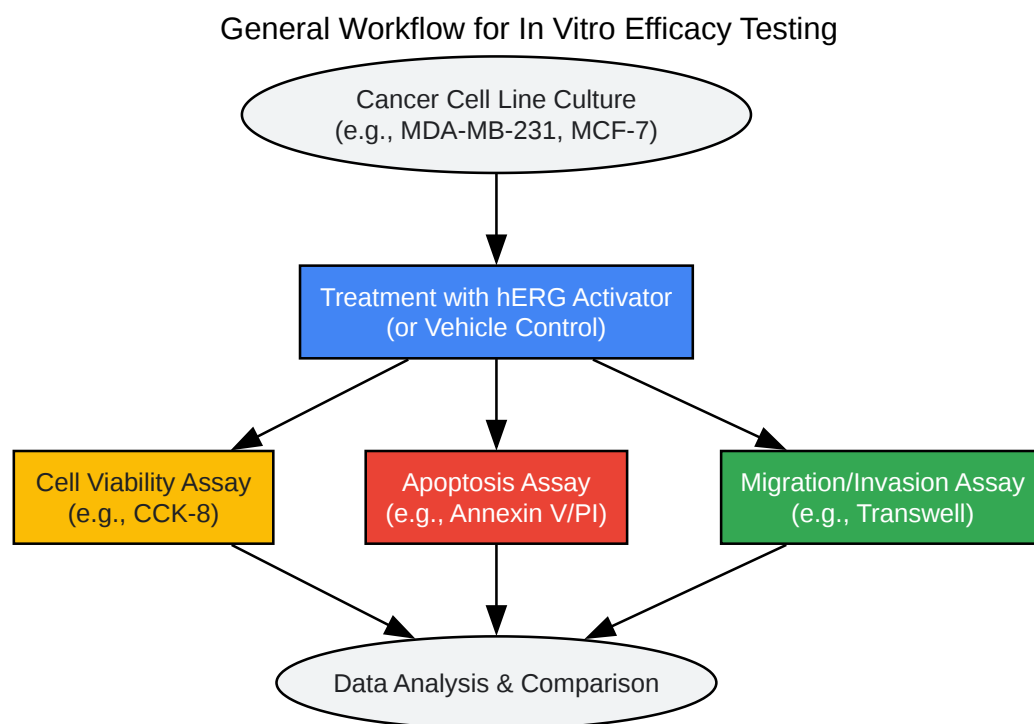 General Workflow for In Vitro Efficacy Testing
Cancer Cell Line Culture
(e.g., MDA-MB-231, MCF-7)
Treatment with hERG Activator
(or Vehicle Control)
Cell Viability Assay
(e.g., CCK-8)
Apoptosis Assay
(e.g., Annexin V/PI)
Migration/Invasion Assay
(e.g., Transwell)
Data Analysis & Comparison